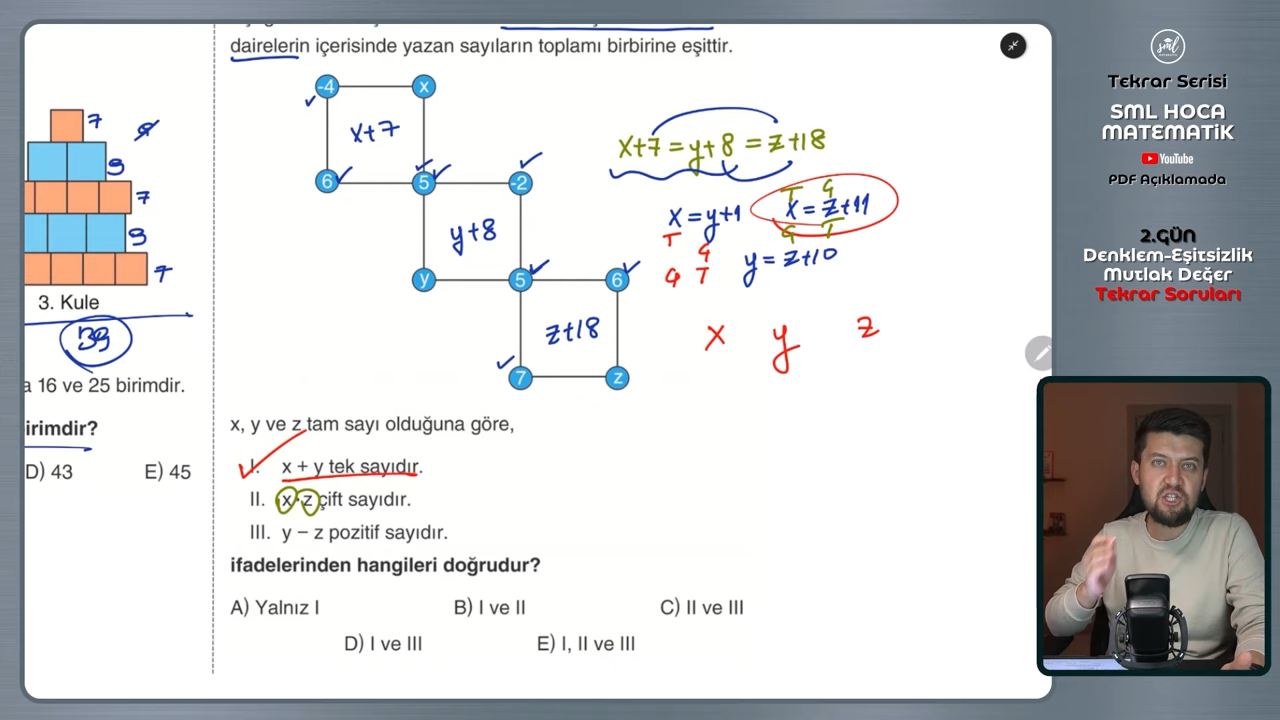 dairelerin içerisinde yazan sayıların toplamı birbirine eşittir.
-4
x
x+7
6
5
-2
y+8
y
5
6
z+18
7
z
x+7=y+8=z+18
T Ç
x=y+1
x=z+11
T Ç
Ç T
Ç T
y=z+10
x y z
x, y ve z tam sayı olduğuna göre,
I. x + y tek sayıdır.
II. x · z çift sayıdır.
III. y − z pozitif sayıdır.
ifadelerinden hangileri doğrudur?
A) Yalnız I
B) I ve II
C) II ve III
D) I ve III
E) I, II ve III
7
9
7
9
7
3. Kule
39
a 16 ve 25 birimdir.
irimdir?
D) 43
E) 45
sml
Tekrar Serisi
SML HOCA
MATEMATİK
YouTube
PDF Açıklamada
2.GÜN
Denklem-Eşitsizlik
Mutlak Değer
Tekrar Soruları